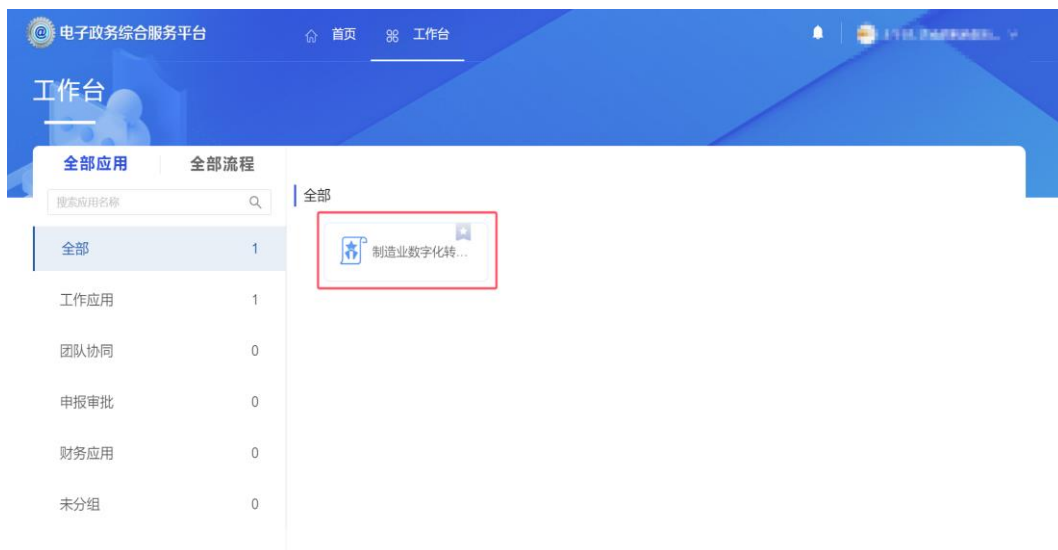 电子政务综合服务平台
首页
工作台
工作台
全部应用
全部流程
搜索应用名称
全部
全部 1
制造业数字化转...
工作应用 1
团队协同 0
申报审批 0
财务应用 0
未分组 0